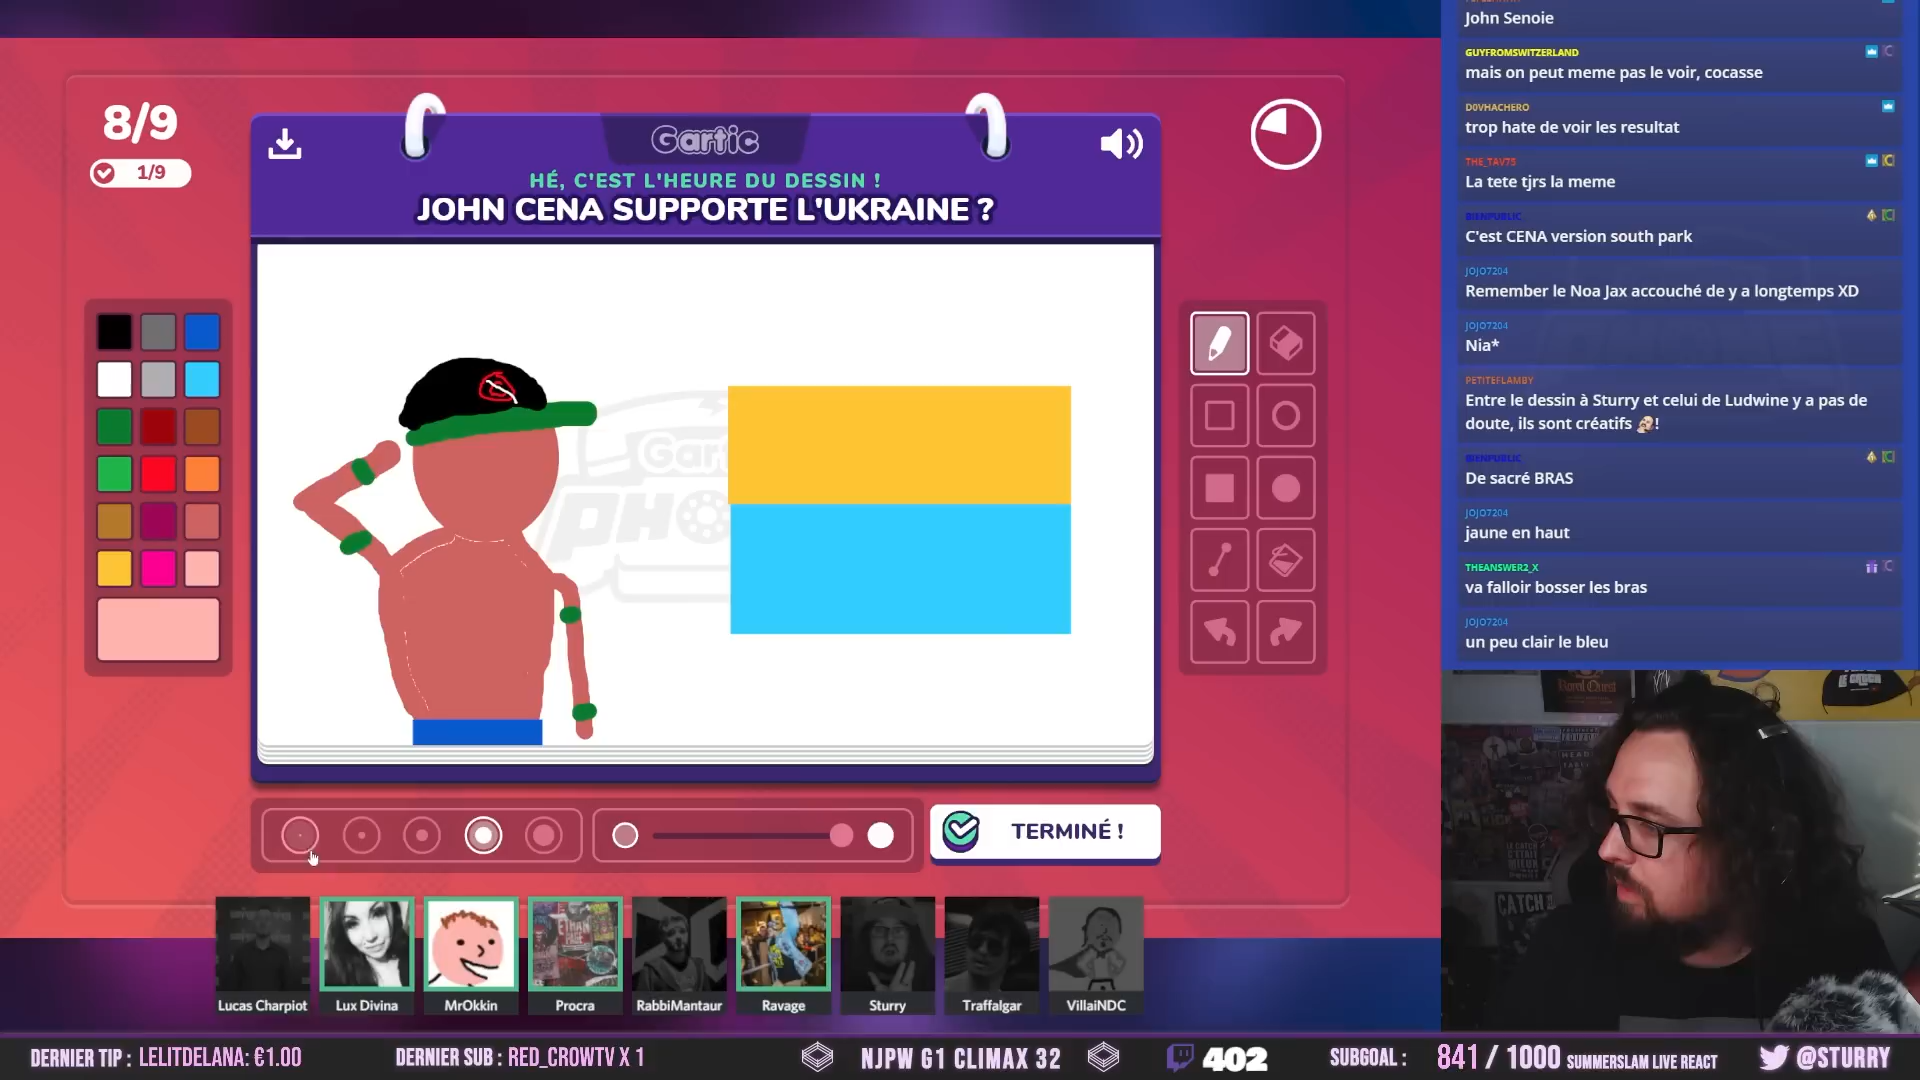 8/9
1/9
Gartic
HÉ, C'EST L'HEURE DU DESSIN !
JOHN CENA SUPPORTE L'UKRAINE ?
Gart
PHO
TERMINÉ !
Lucas Charpiot
Lux Divina
MrOkkin
Procra
RabbiMantaur
Ravage
Sturry
Traffalgar
VillaiNDC
John Senoie
GUYFROMSWITZERLAND
mais on peut meme pas le voir, cocasse
D0VHACHERO
trop hate de voir les resultat
THE_TAV75
La tete tjrs la meme
BIENPUBLIC
C'est CENA version south park
JOJO7204
Remember le Noa Jax accouché de y a longtemps XD
JOJO7204
Nia*
PETITEFLAMBY
Entre le dessin à Sturry et celui de Ludwine y a pas de
doute, ils sont créatifs !
BIENPUBLIC
De sacré BRAS
JOJO7204
jaune en haut
THEANSWER2_X
va falloir bosser les bras
JOJO7204
un peu clair le bleu
CATCH
DERNIER TIP : LELITDELANA: €1.00
DERNIER SUB : RED_CROWTV X 1
NJPW G1 CLIMAX 32
402
SUBGOAL : 841 / 1000 SUMMERSLAM LIVE REACT
@STURRY